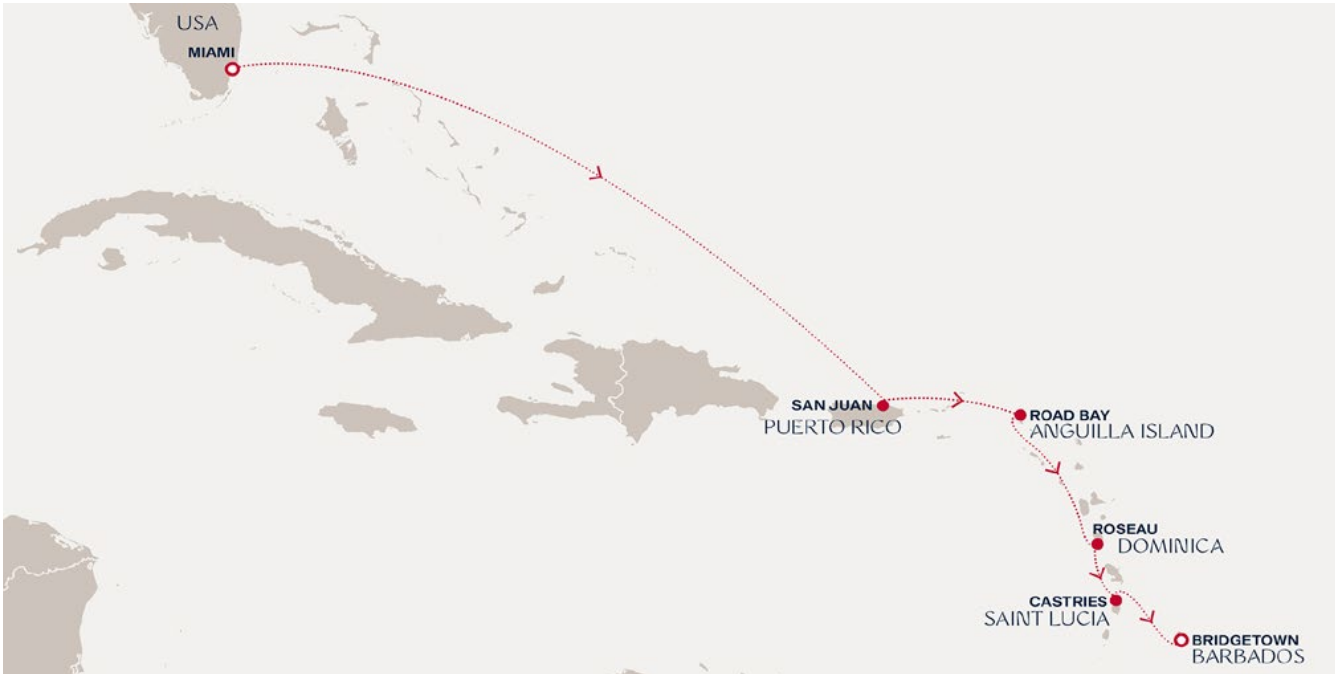 USA
MIAMI
SAN JUAN
PUERTO RICO
ROAD BAY
ANGUILLA ISLAND
ROSEAU
DOMINICA
CASTRIES
SAINT LUCIA
BRIDGETOWN
BARBADOS